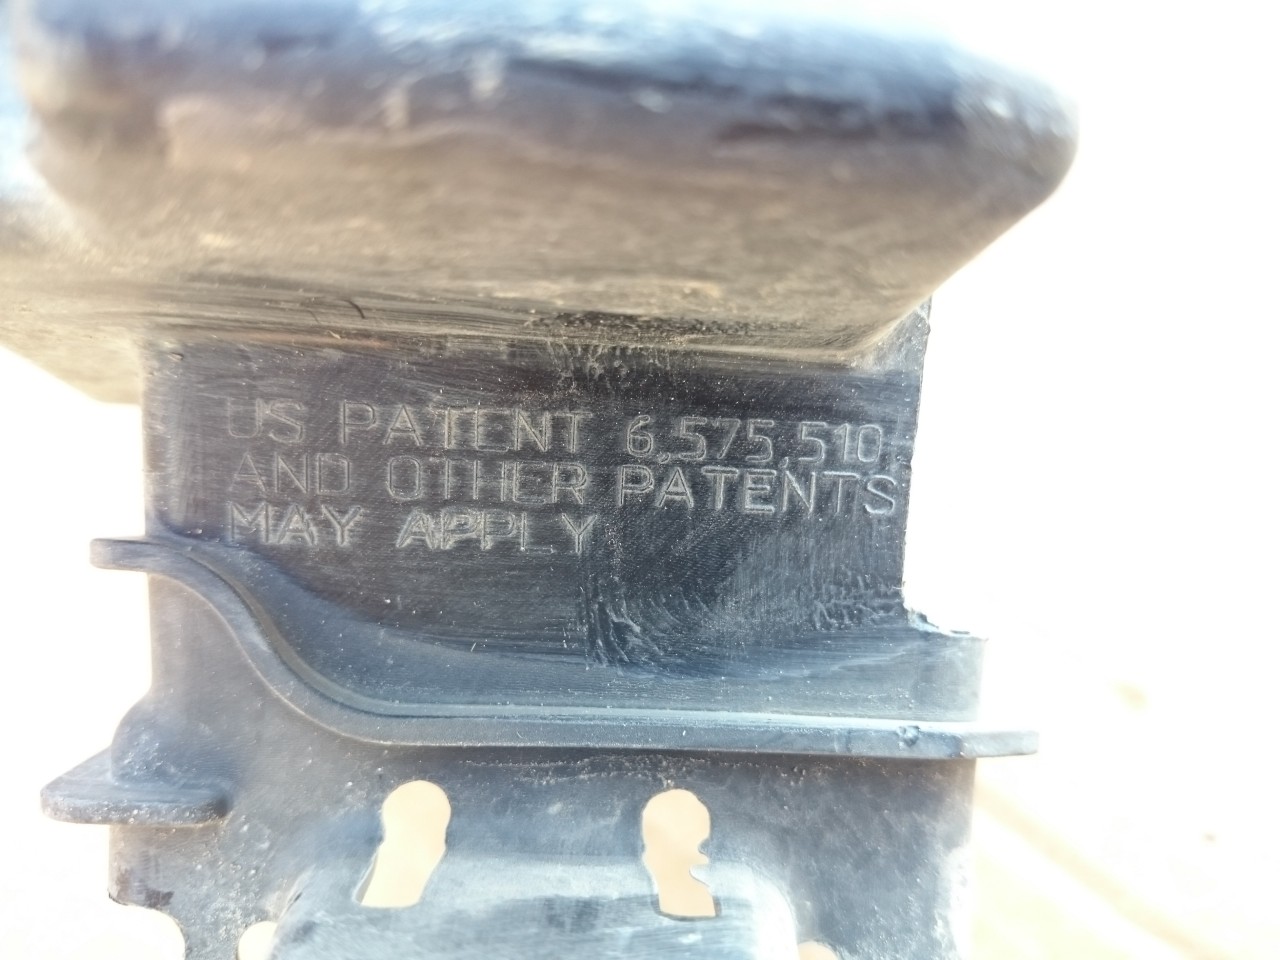 US PATENT 6,575,510
AND OTHER PATENTS
MAY APPLY